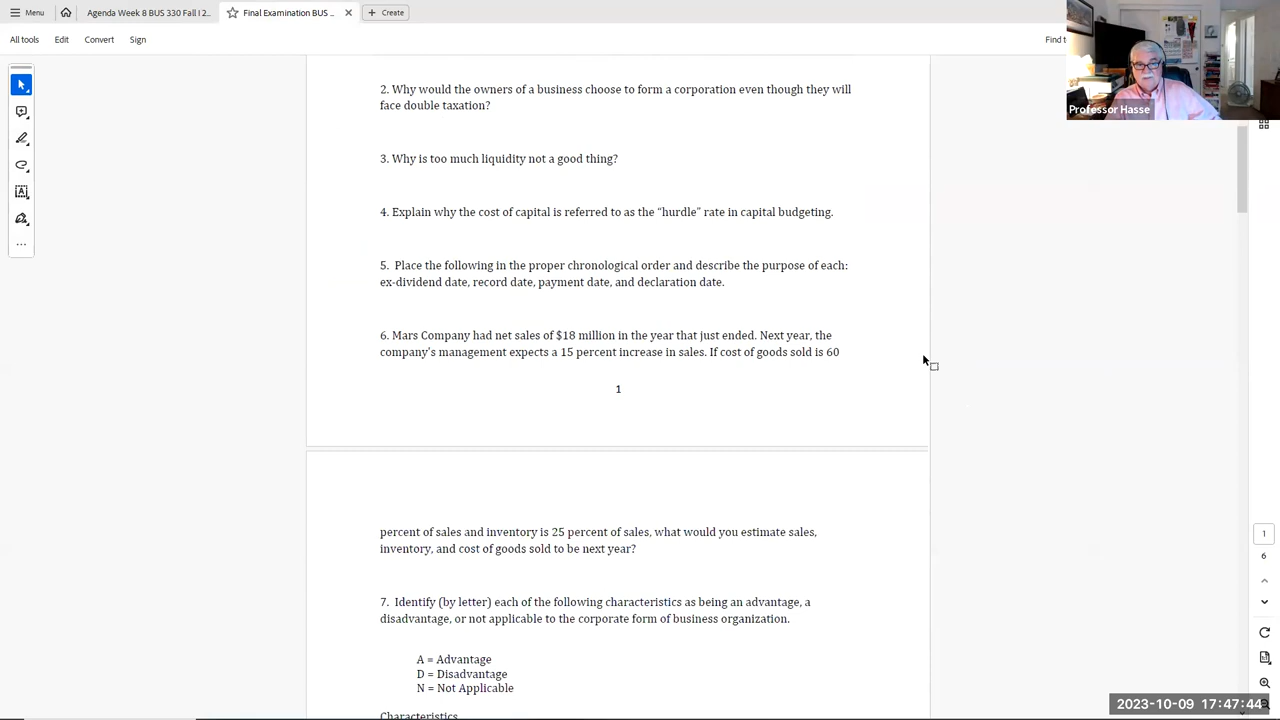 Menu
Agenda Week 8 BUS 330 Fall I 2...
Final Examination BUS ...
Create
All tools
Edit
Convert
Sign
Find t
Professor Hasse
2. Why would the owners of a business choose to form a corporation even though they will
face double taxation?
3. Why is too much liquidity not a good thing?
4. Explain why the cost of capital is referred to as the “hurdle” rate in capital budgeting.
5. Place the following in the proper chronological order and describe the purpose of each:
ex-dividend date, record date, payment date, and declaration date.
6. Mars Company had net sales of $18 million in the year that just ended. Next year, the
company's management expects a 15 percent increase in sales. If cost of goods sold is 60
1
percent of sales and inventory is 25 percent of sales, what would you estimate sales,
inventory, and cost of goods sold to be next year?
7. Identify (by letter) each of the following characteristics as being an advantage, a
disadvantage, or not applicable to the corporate form of business organization.
A = Advantage
D = Disadvantage
N = Not Applicable
Characteristics
1
6
2023-10-09 17:47:44